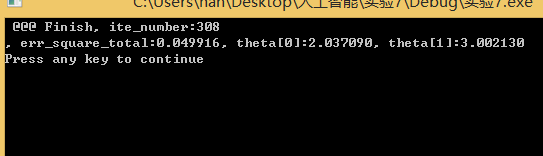 C:\Users\han\Desktop\人工智能\实验7\Debug\实验7.exe
@@@ Finish, ite_number:308
, err_square_total:0.049916, theta[0]:2.037090, theta[1]:3.002130
Press any key to continue